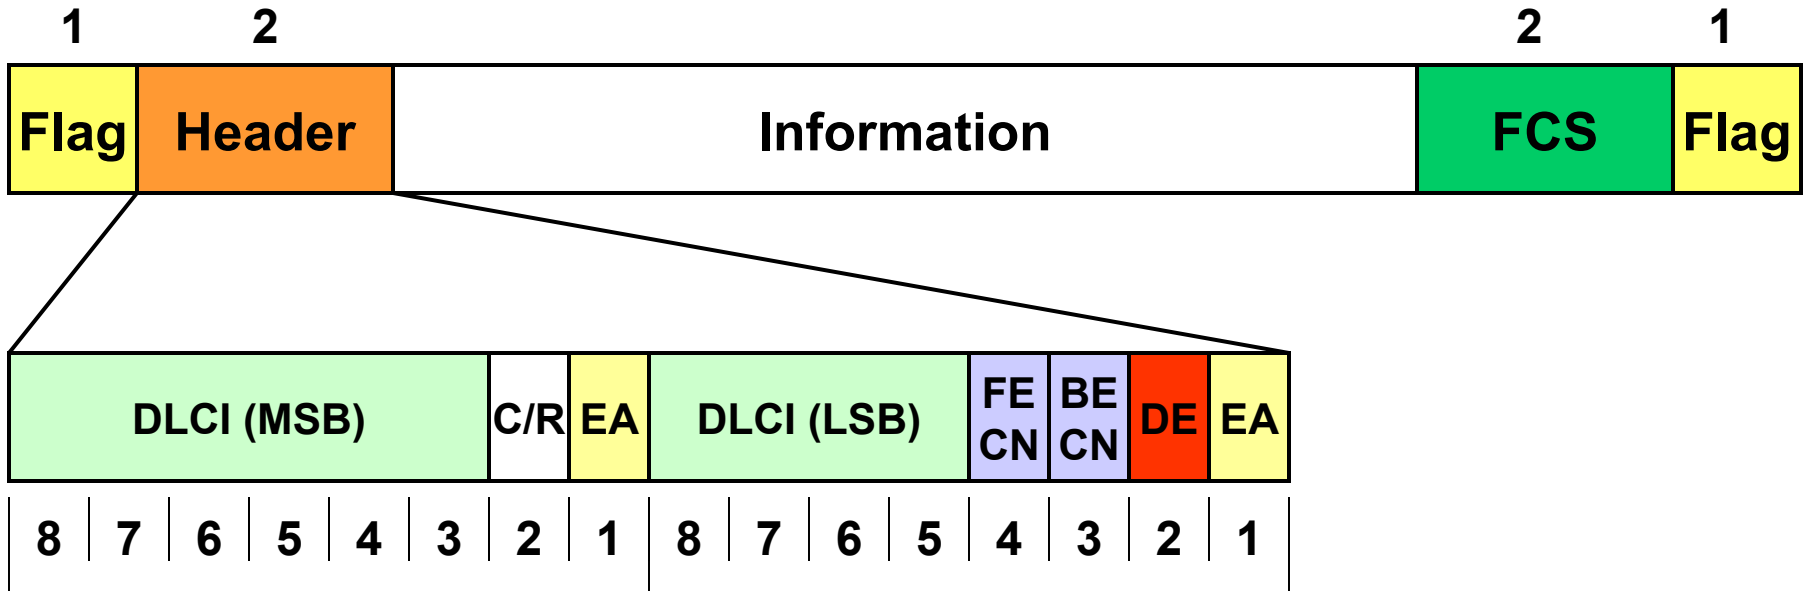 1 2 2 1
Flag Header Information FCS Flag
DLCI (MSB) C/R EA DLCI (LSB) FE CN BE CN DE EA
8 7 6 5 4 3 2 1 8 7 6 5 4 3 2 1